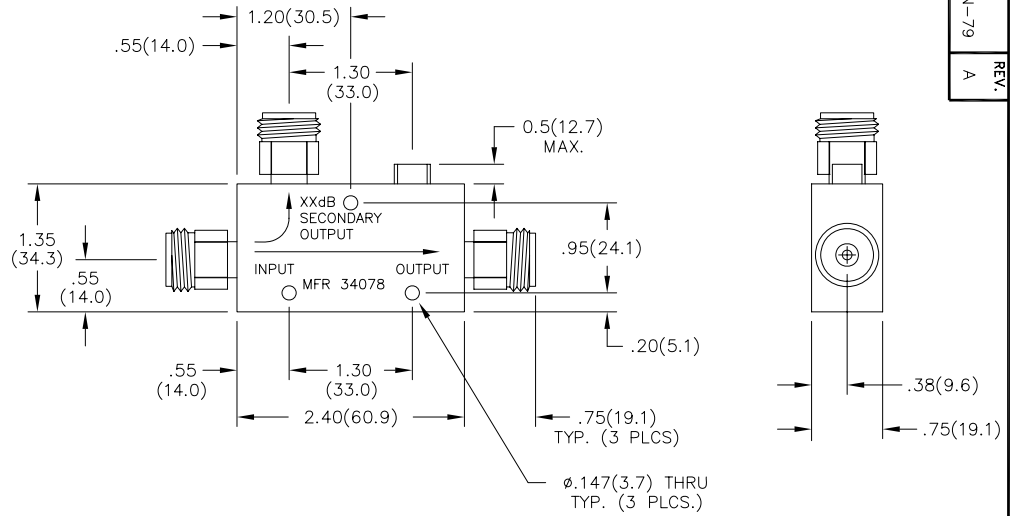 1.20(30.5)
.55(14.0)
1.30
(33.0)
0.5(12.7)
MAX.
N-79
REV.
A
XXdB
SECONDARY
OUTPUT
1.35
(34.3)
.55
(14.0)
.95(24.1)
INPUT
OUTPUT
MFR 34078
.20(5.1)
.55
(14.0)
1.30
(33.0)
2.40(60.9)
.75(19.1)
TYP. (3 PLCS)
.38(9.6)
.75(19.1)
ø.147(3.7) THRU
TYP. (3 PLCS.)